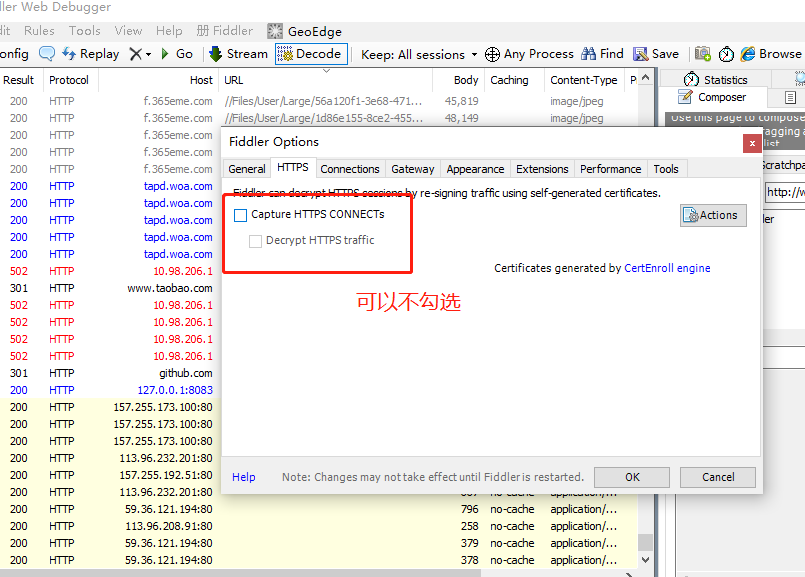 ller Web Debugger
dit Rules Tools View Help 册 Fiddler GeoEdge
onfig Replay X Go Stream Decode Keep: All sessions Any Process Find Save Browse
Result Protocol Host URL Body Caching Content-Type P
200 HTTP f.365eme.com //Files/User/Large/56a120f1-3e68-471... 45,819 image/jpeg
200 HTTP f.365eme.com //Files/User/Large/1d86e155-8ce2-455... 48,149 image/jpeg
200 HTTP f.365eme.com
200 HTTP f.365eme.com
200 HTTP f.365eme.com
200 HTTP tapd.woa.com
200 HTTP tapd.woa.com
200 HTTP tapd.woa.com
200 HTTP tapd.woa.com
200 HTTP tapd.woa.com
502 HTTP 10.98.206.1
301 HTTP www.taobao.com
502 HTTP 10.98.206.1
502 HTTP 10.98.206.1
502 HTTP 10.98.206.1
502 HTTP 10.98.206.1
301 HTTP github.com
200 HTTP 127.0.0.1:8083
200 HTTP 157.255.173.100:80
200 HTTP 157.255.173.100:80
200 HTTP 157.255.173.100:80
200 HTTP 113.96.232.201:80
200 HTTP 157.255.192.51:80
200 HTTP 113.96.232.201:80 no-cache application/...
200 HTTP 59.36.121.194:80 796 no-cache application/...
200 HTTP 113.96.208.91:80 258 no-cache application/...
200 HTTP 59.36.121.194:80 379 no-cache application/...
200 HTTP 59.36.121.194:80 378 no-cache application/...
Statistics
Composer
Use this page to compose
ragging a
list
Scratchpa
http://w
ler
Fiddler Options
General HTTPS Connections Gateway Appearance Extensions Performance Tools
Fiddler can decrypt HTTPS sessions by re-signing traffic using self-generated certificates.
Capture HTTPS CONNECTs
Actions
Decrypt HTTPS traffic
Certificates generated by CertEnroll engine
可以不勾选
Help Note: Changes may not take effect until Fiddler is restarted. OK Cancel